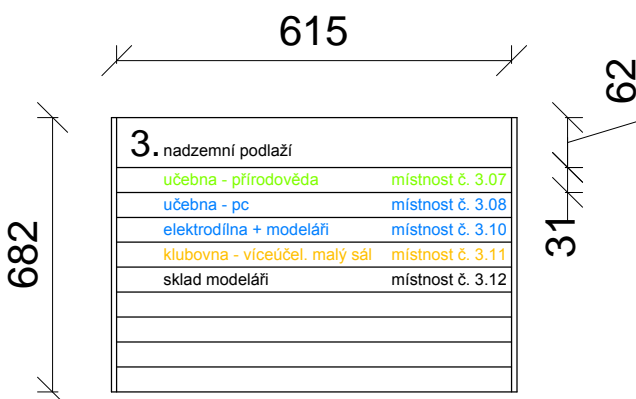 615
62
3. nadzemní podlaží
učebna - přírodověda místnost č. 3.07
učebna - pc místnost č. 3.08
elektrodílna + modeláři místnost č. 3.10
klubovna - víceúčel. malý sál místnost č. 3.11
sklad modeláři místnost č. 3.12
682
31